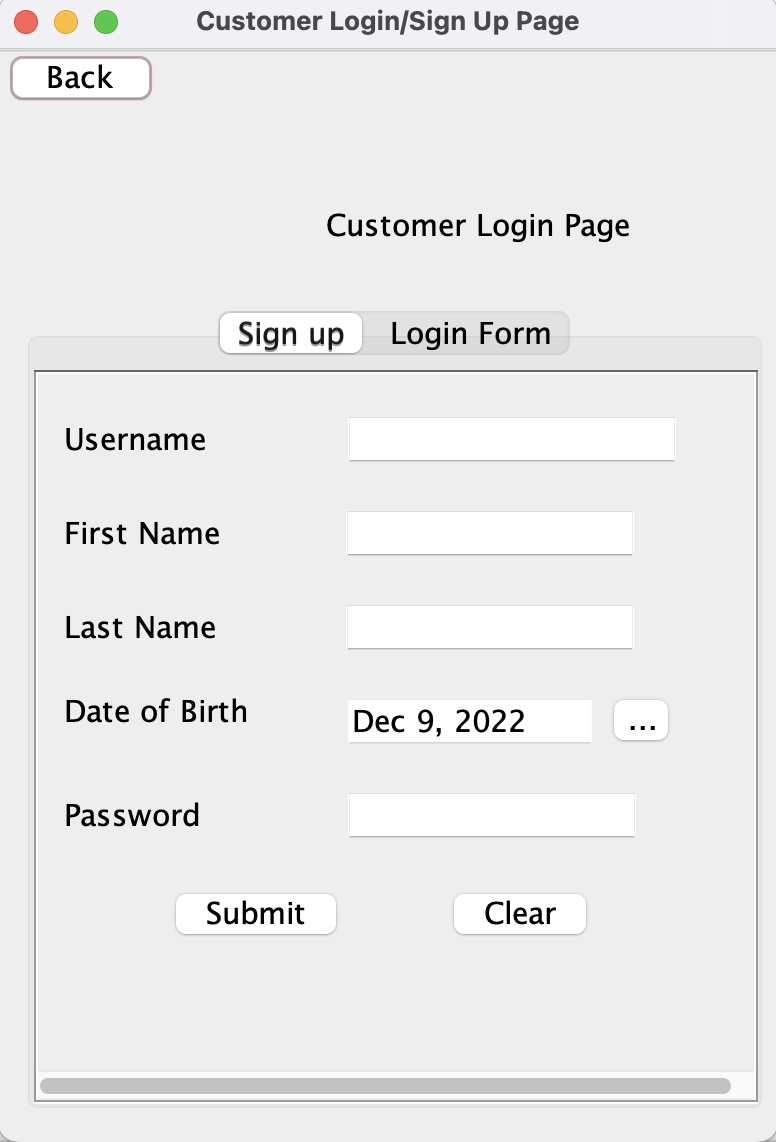 Customer Login/Sign Up Page
Back
Customer Login Page
Sign up Login Form
Username
First Name
Last Name
Date of Birth Dec 9, 2022 ...
Password
Submit Clear